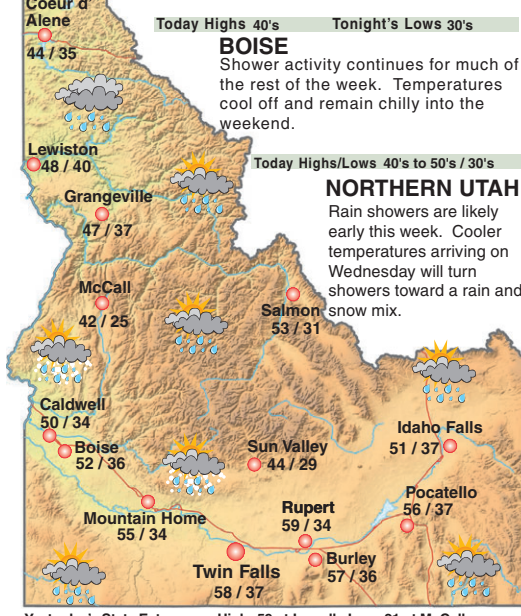 Coeur d'
Alene
44 / 35
Today Highs 40's Tonight's Lows 30's
BOISE
Shower activity continues for much of
the rest of the week. Temperatures
cool off and remain chilly into the
weekend.
Lewiston
48 / 40
Today Highs/Lows 40's to 50's / 30's
NORTHERN UTAH
Rain showers are likely
early this week. Cooler
temperatures arriving on
Wednesday will turn
showers toward a rain and
snow mix.
Grangeville
47 / 37
McCall
42 / 25
Salmon
53 / 31
Caldwell
50 / 34
Boise
52 / 36
Sun Valley
44 / 29
Idaho Falls
51 / 37
Pocatello
56 / 37
Mountain Home
55 / 34
Rupert
59 / 34
Burley
57 / 36
Twin Falls
58 / 37